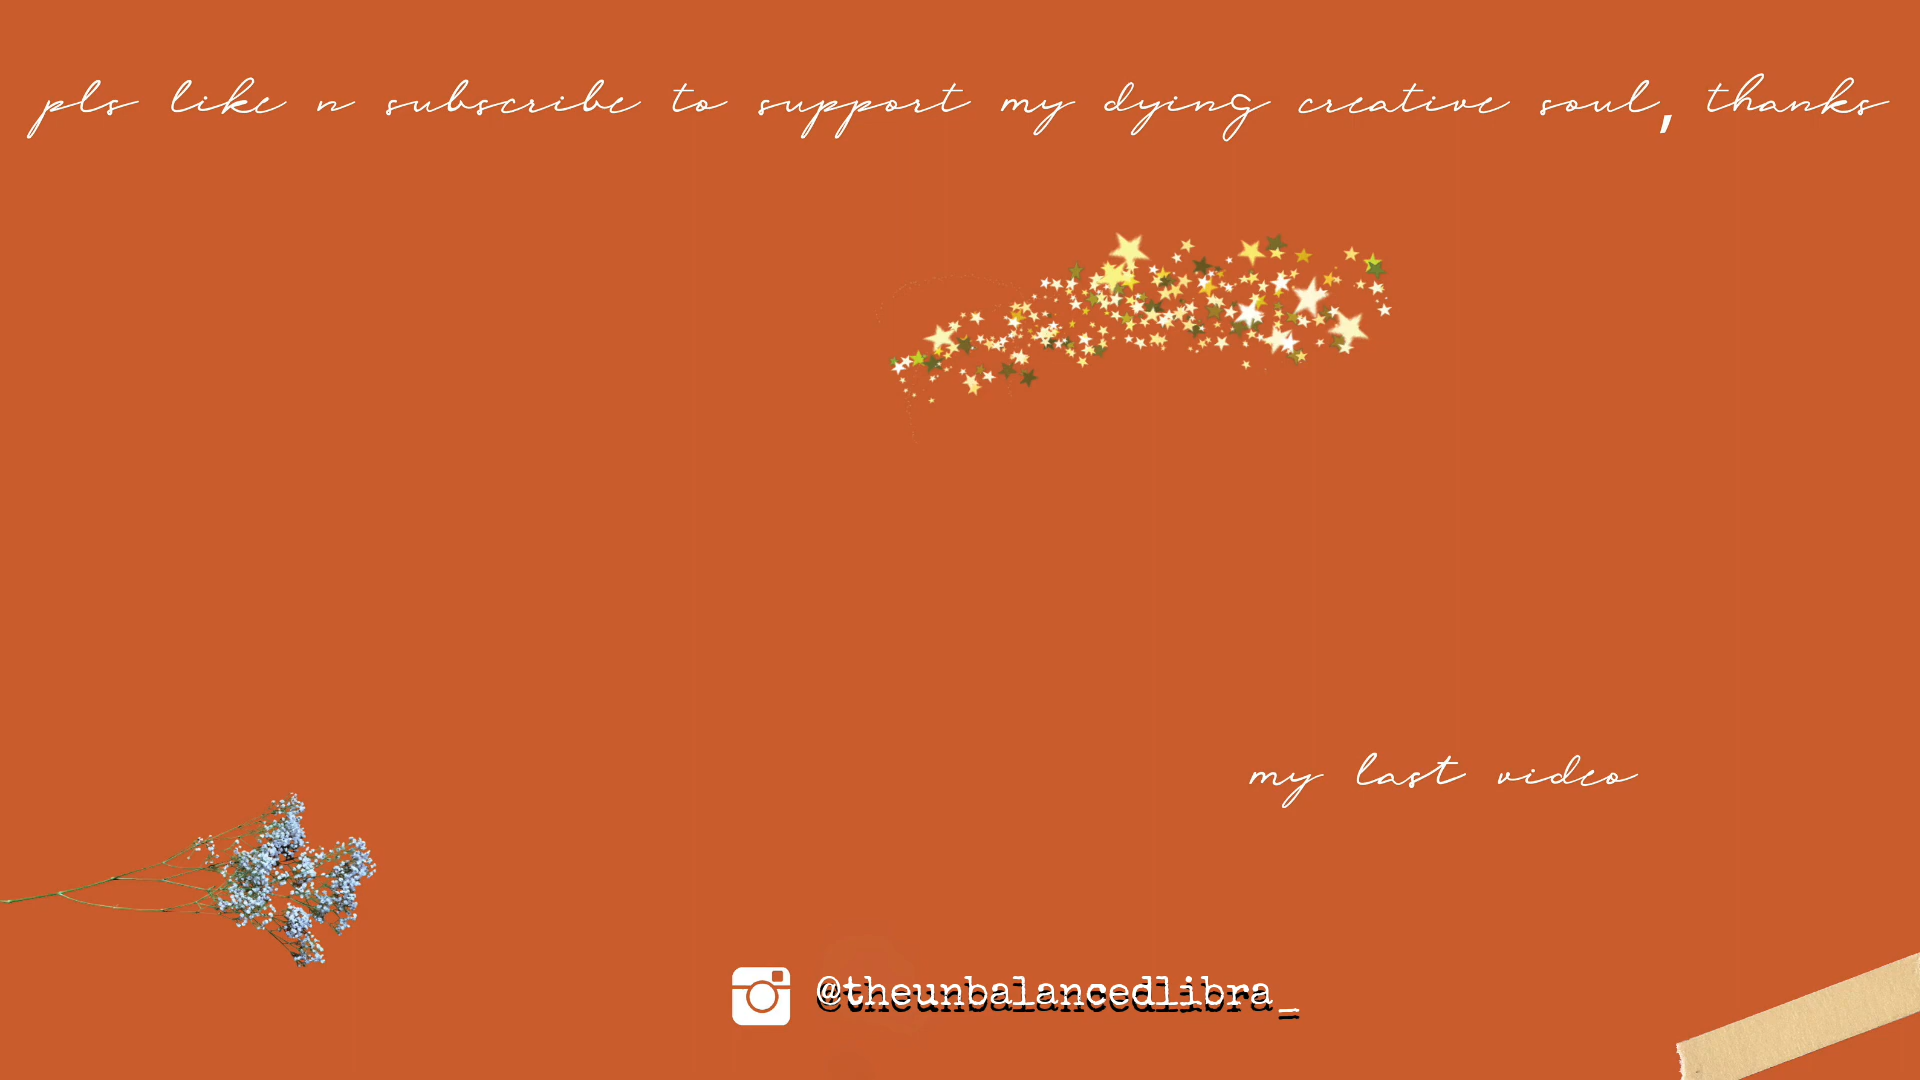 pls like n subscribe to support my dying creative soul, thanks
my last video
@theunbalancedlibra_